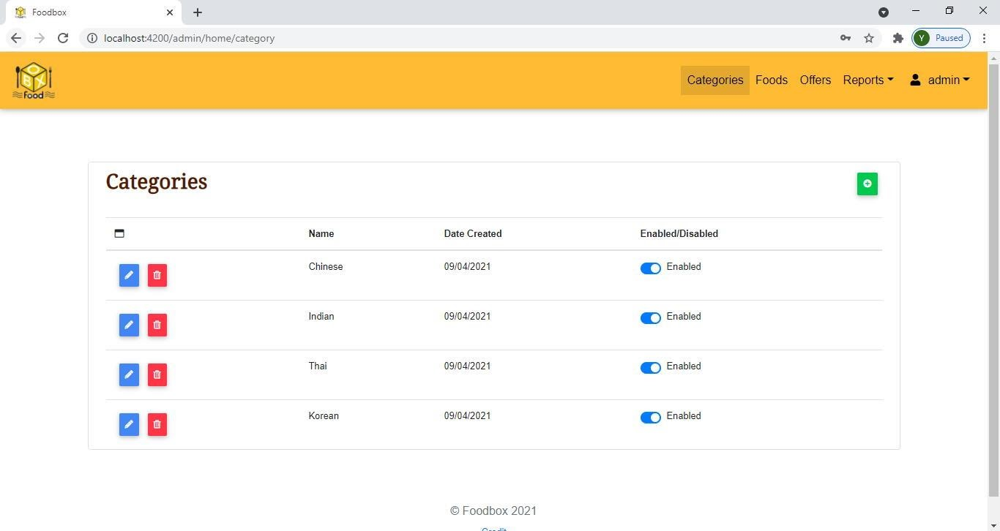 Foodbox
localhost:4200/admin/home/category
Y Paused
OBX
Food
Categories Foods Offers Reports admin
Categories
Name Date Created Enabled/Disabled
Chinese 09/04/2021 Enabled
Indian 09/04/2021 Enabled
Thai 09/04/2021 Enabled
Korean 09/04/2021 Enabled
© Foodbox 2021
Credit